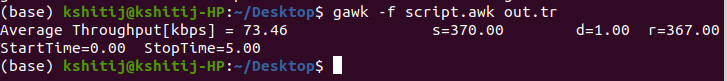 (base) kshitij@kshitij-HP:~/Desktop$ gawk -f script.awk out.tr
Average Throughput[kbps] = 73.46 s=370.00 d=1.00 r=367.00
StartTime=0.00 StopTime=5.00
(base) kshitij@kshitij-HP:~/Desktop$